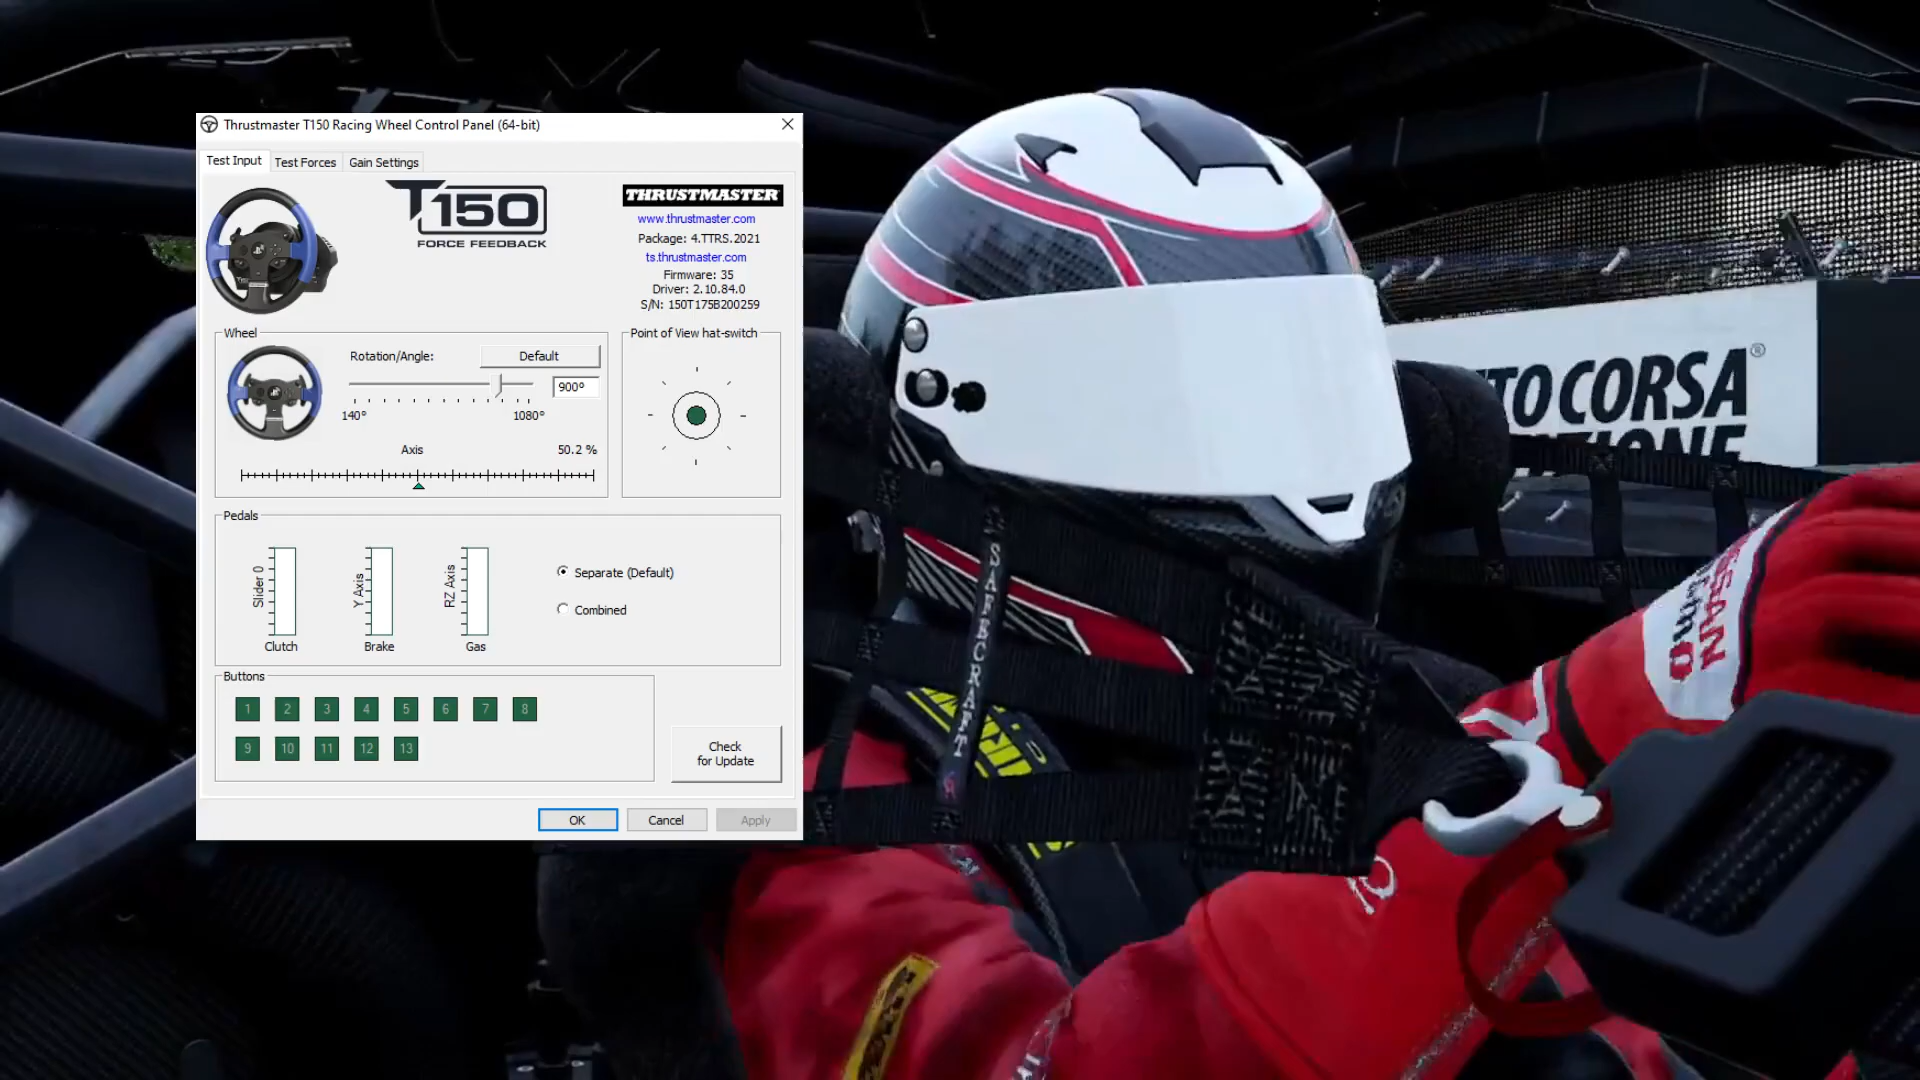 Thrustmaster T150 Racing Wheel Control Panel (64-bit)
Test Input
Test Forces
Gain Settings
T150
FORCE FEEDBACK
THRUSTMASTER
www.thrustmaster.com
Package: 4.TTRS.2021
ts.thrustmaster.com
Firmware: 35
Driver: 2.10.84.0
S/N: 150T175B200259
Wheel
Rotation/Angle:
Default
900°
140°
1080°
Axis
50.2 %
Point of View hat-switch
Pedals
Slider 0
Clutch
Y Axis
Brake
RZ Axis
Gas
Separate (Default)
Combined
Buttons
1 2 3 4 5 6 7 8
9 10 11 12 13
Check
for Update
OK
Cancel
Apply
TO CORSA®
SABECRAFT